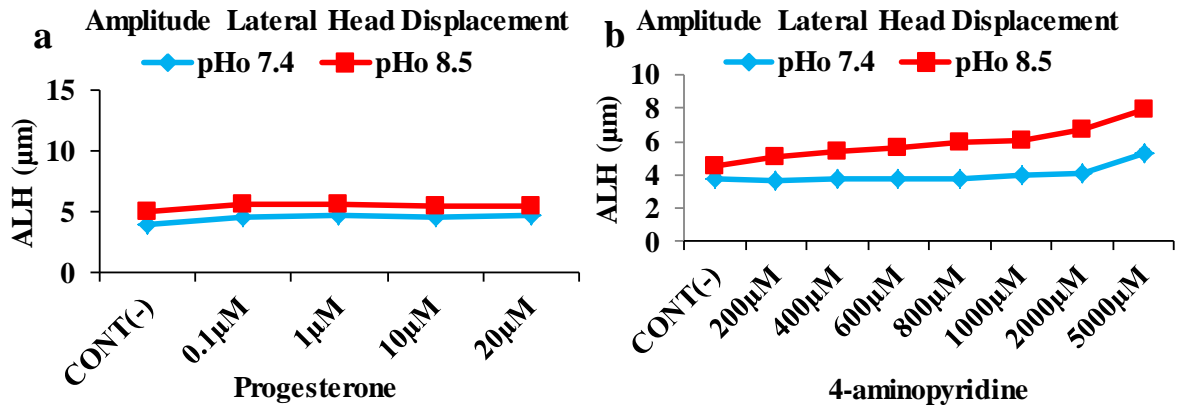 a
Amplitude Lateral Head Displacement
pHo 7.4
pHo 8.5
15
10
5
0
ALH (µm)
CONT(-)
0.1µM
1µM
10µM
20µM
Progesterone
b
Amplitude Lateral Head Displacement
pHo 7.4
pHo 8.5
10
8
6
4
2
0
ALH (µm)
CONT(-)
200µM
400µM
600µM
800µM
1000µM
2000µM
5000µM
4-aminopyridine